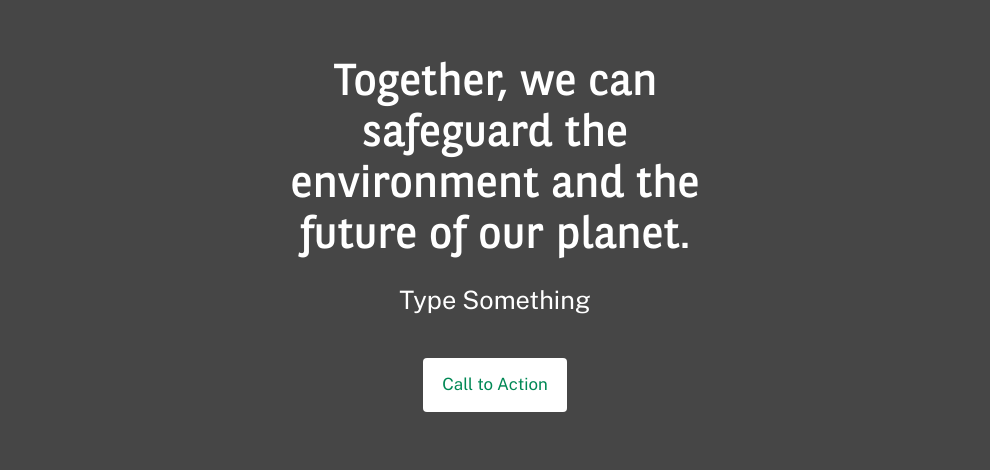 Together, we can
safeguard the
environment and the
future of our planet.
Type Something
Call to Action